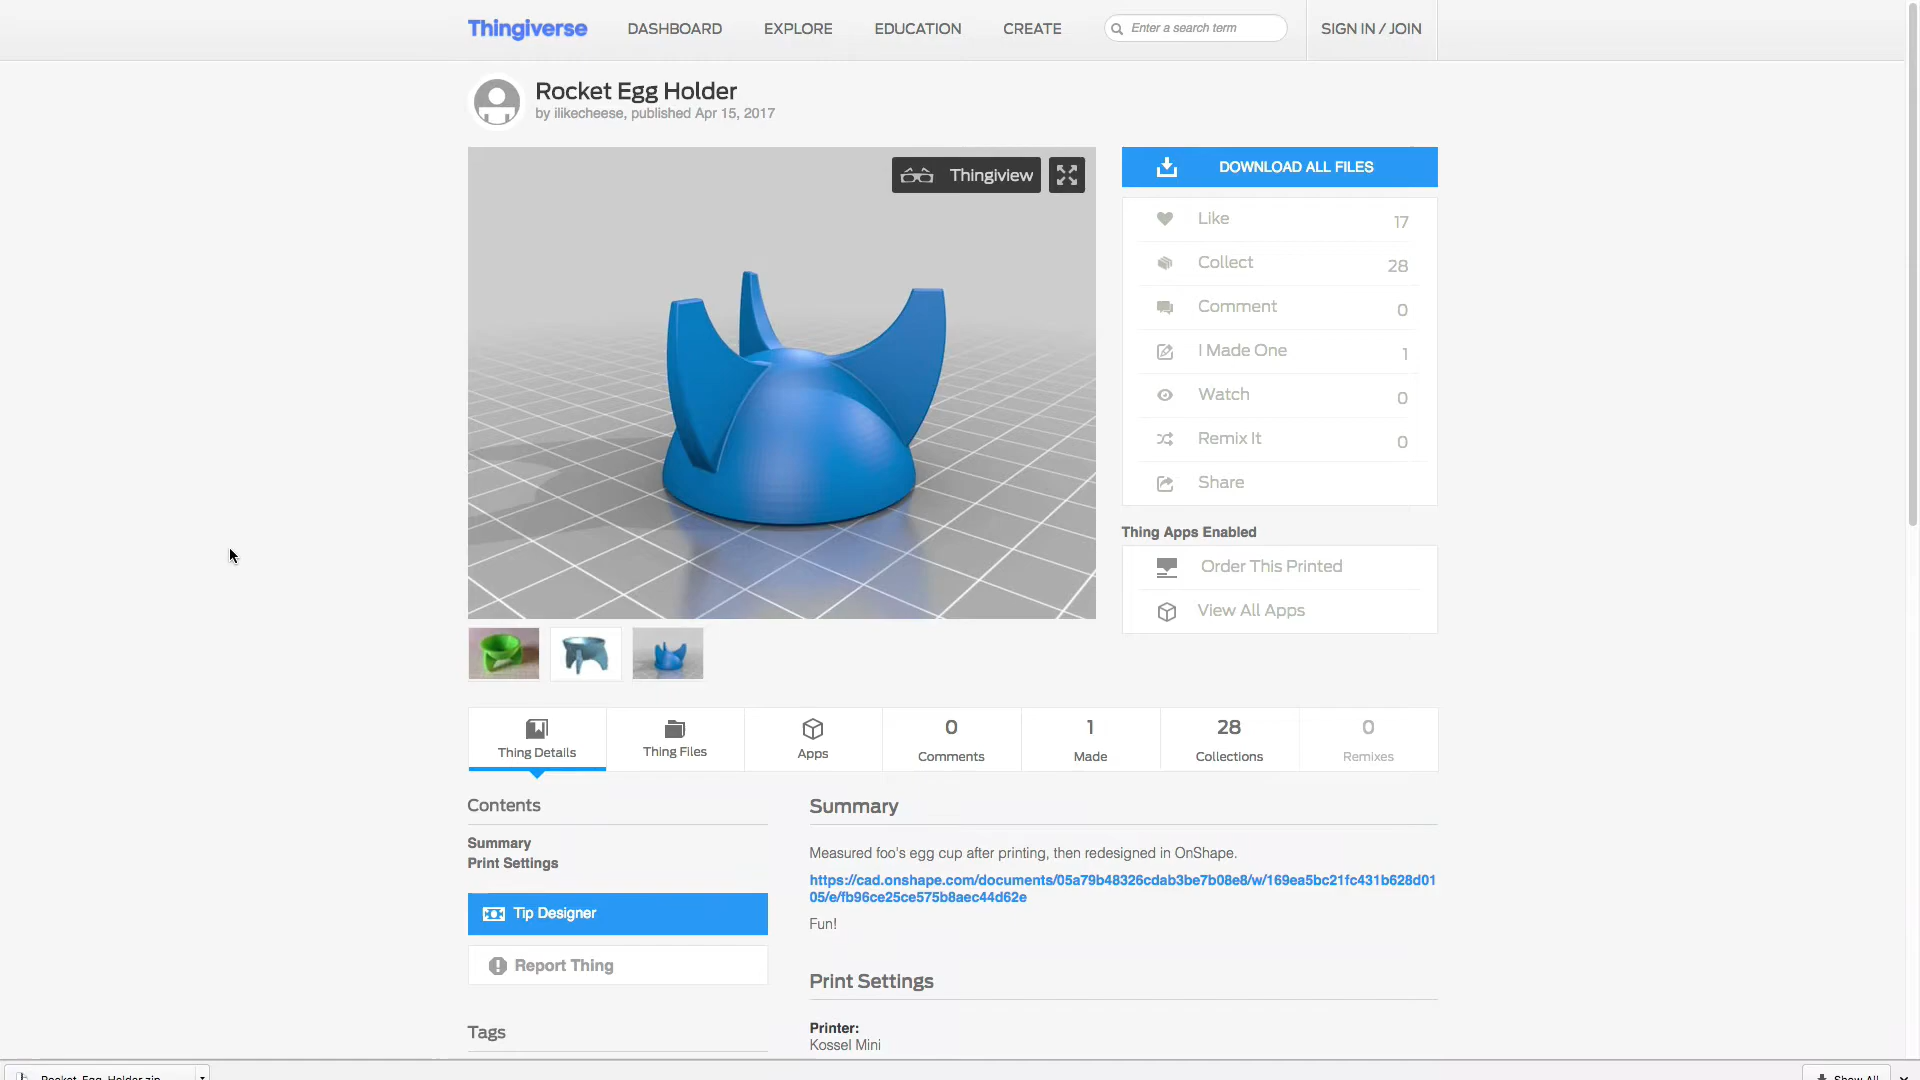 Thingiverse
DASHBOARD
EXPLORE
EDUCATION
CREATE
Enter a search term
SIGN IN / JOIN
Rocket Egg Holder
by ilikecheese, published Apr 15, 2017
Thingiview
DOWNLOAD ALL FILES
Like 17
Collect 28
Comment 0
I Made One 1
Watch 0
Remix It 0
Share
Thing Apps Enabled
Order This Printed
View All Apps
Thing Details
Thing Files
Apps
0
Comments
1
Made
28
Collections
0
Remixes
Contents
Summary
Print Settings
Tip Designer
Report Thing
Tags
Summary
Measured foo's egg cup after printing, then redesigned in OnShape.
https://cad.onshape.com/documents/05a79b48326cdab3be7b08e8/w/169ea5bc21fc431b628d01
05/e/fb96ce25ce575b8aec44d62e
Fun!
Print Settings
Printer:
Kossel Mini
Rocket_Egg_Holder.zip
Show All